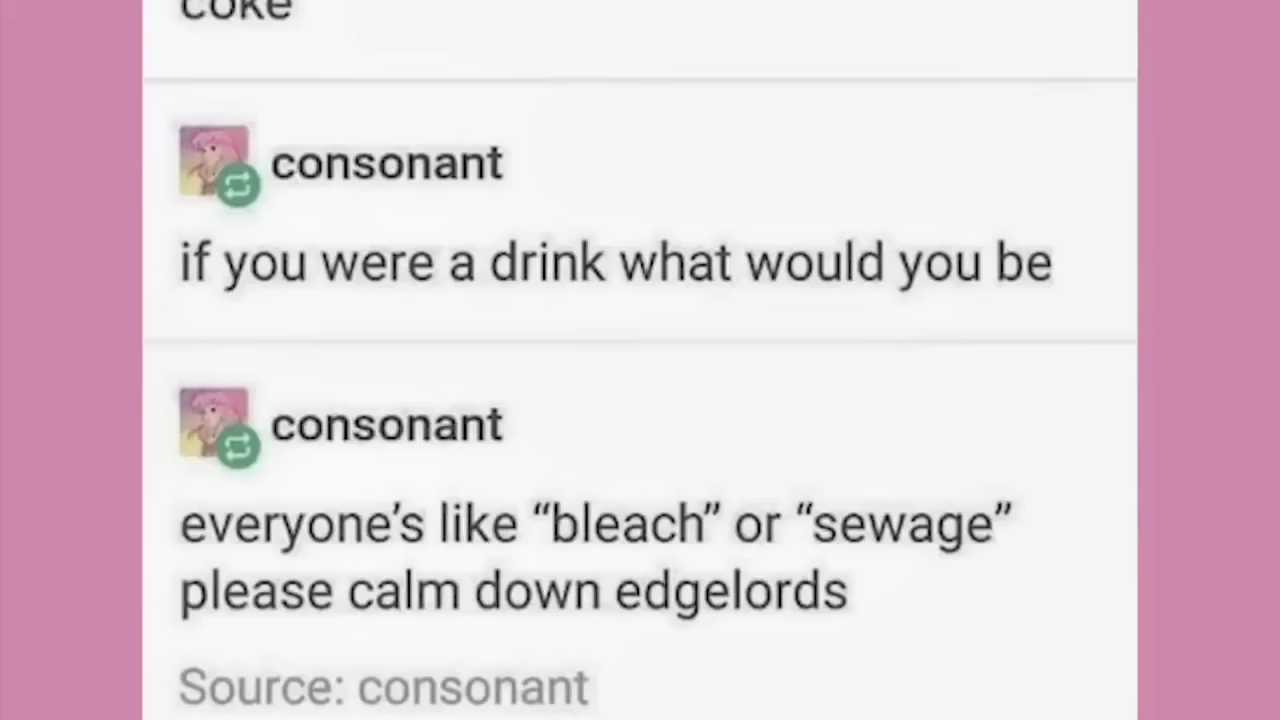 coke
consonant
if you were a drink what would you be
consonant
everyone’s like “bleach” or “sewage”
please calm down edgelords
Source: consonant